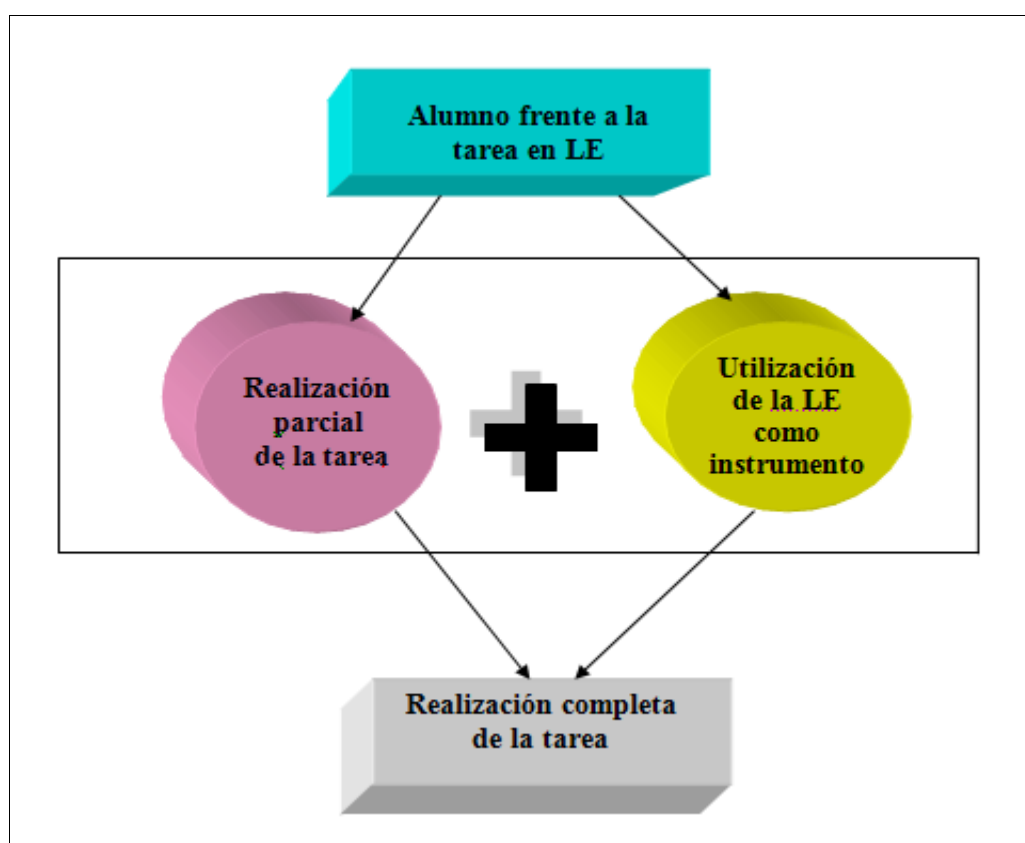 Alumno frente a la
tarea en LE
Realización
parcial
de la tarea
Utilización
de la LE
como
instrumento
Realización completa
de la tarea